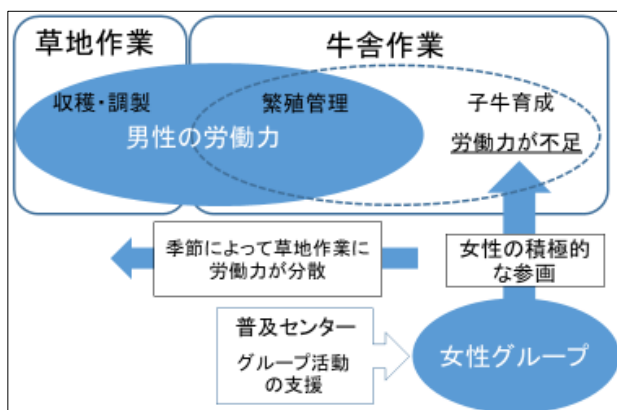 草地作業
牛舎作業
収穫・調製
繁殖管理
子牛育成
男性の労働力
労働力が不足
季節によって草地作業に
労働力が分散
女性の積極的
な参画
普及センター
グループ活動
の支援
女性グループ